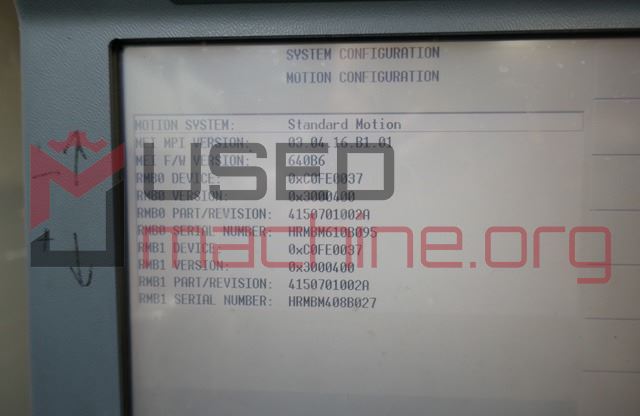 SYSTEM CONFIGURATION
MOTION CONFIGURATION
MOTION SYSTEM: Standard Motion
MEI MPI VERSION: 03.04.16.B1.01
MEI F/W VERSION: 640B6
RMB0 DEVICE: 0xC0FE0037
RMB0 VERSION: 0x3000400
RMB0 PART/REVISION: 4150701002A
RMB0 SERIAL NUMBER: HRMBM610B095
RMB1 DEVICE: 0xC0FE0037
RMB1 VERSION: 0x3000400
RMB1 PART/REVISION: 4150701002A
RMB1 SERIAL NUMBER: HRMBM408B027
USED
machine.org